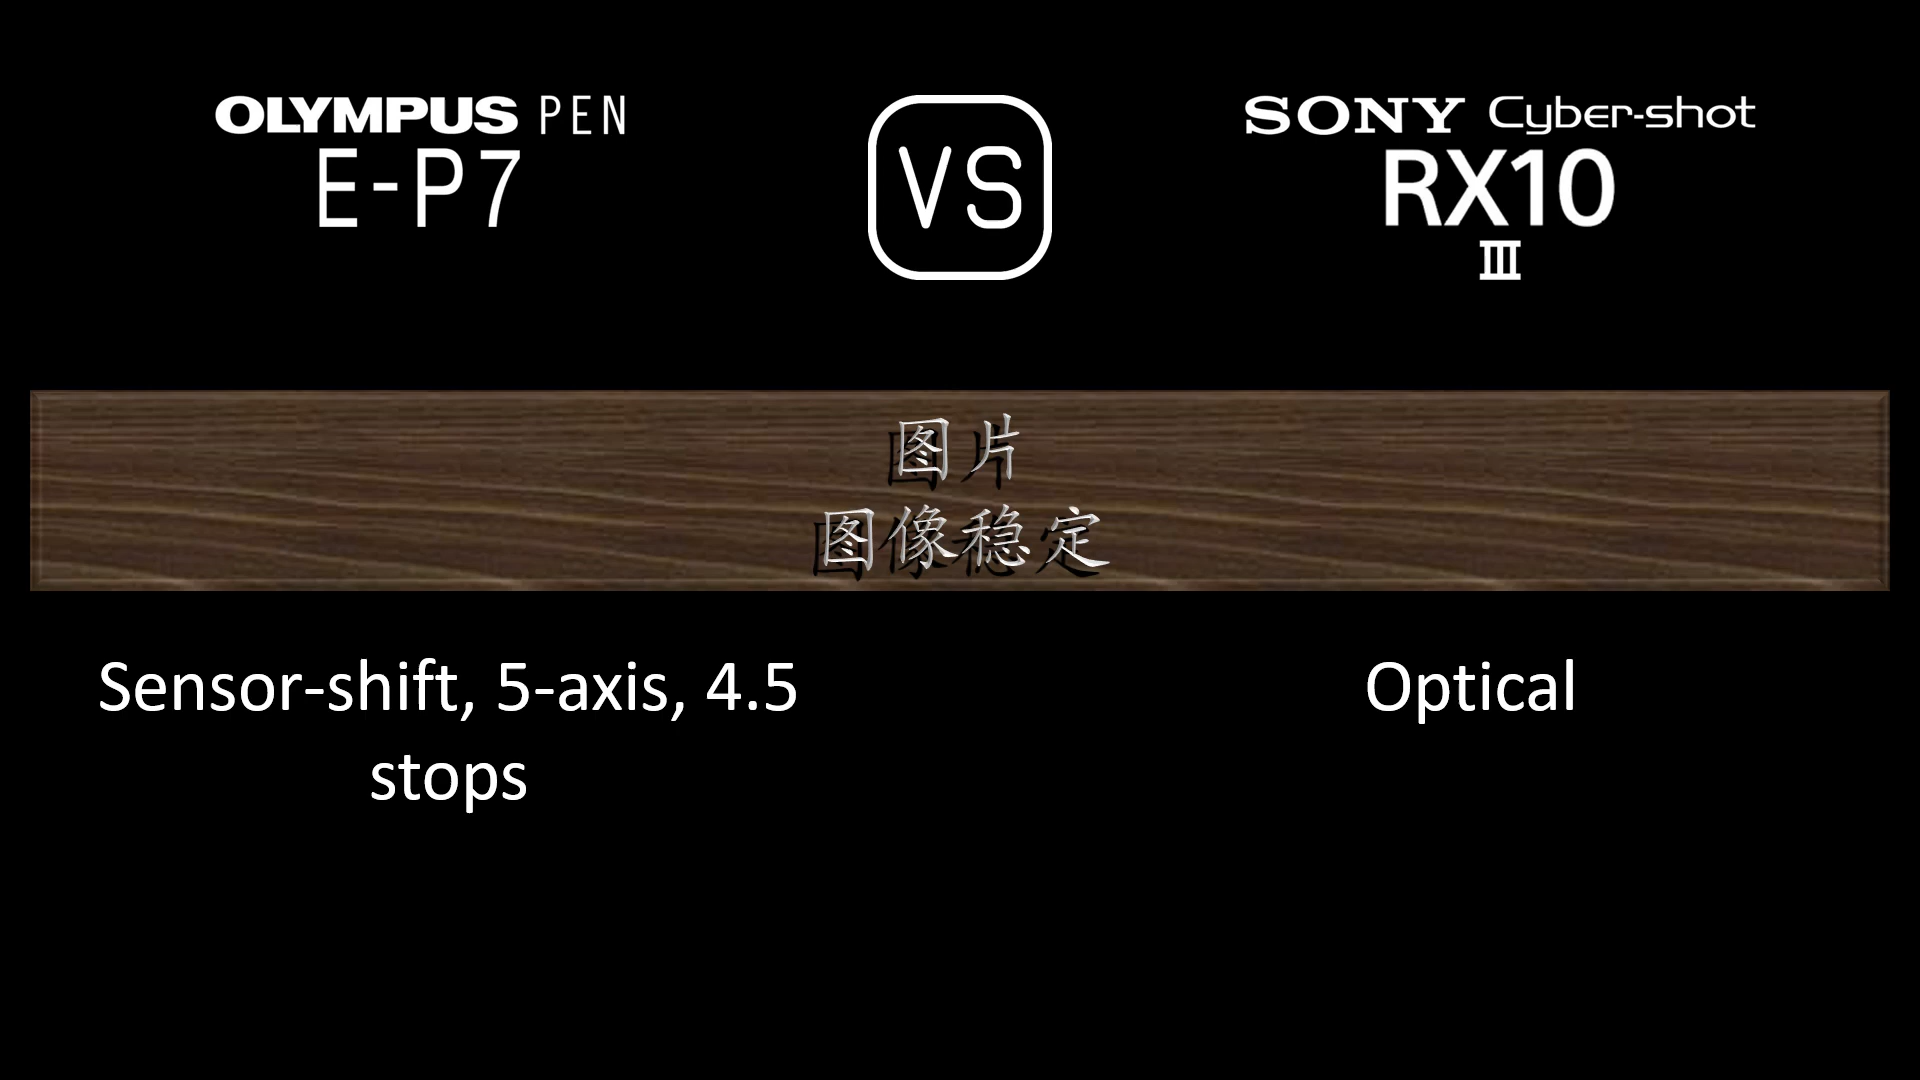 OLYMPUS PEN
E-P7
VS
SONY Cyber-shot
RX10
III
图片
图像稳定
Sensor-shift, 5-axis, 4.5
stops
Optical